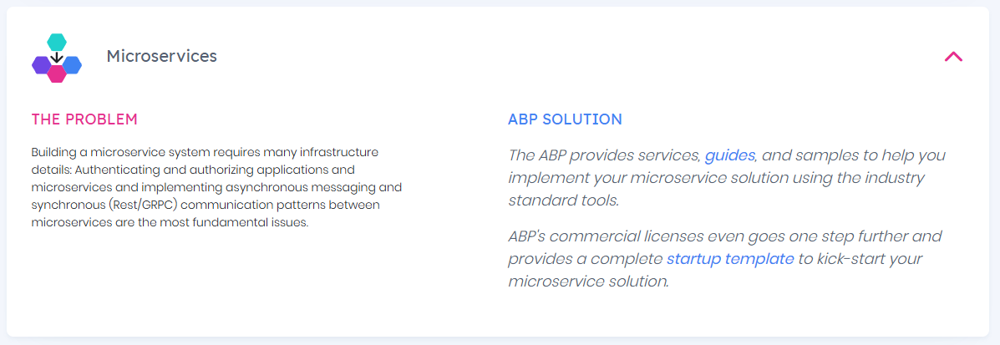 Microservices
THE PROBLEM
Building a microservice system requires many infrastructure
details: Authenticating and authorizing applications and
microservices and implementing asynchronous messaging and
synchronous (Rest/GRPC) communication patterns between
microservices are the most fundamental issues.
ABP SOLUTION
The ABP provides services, guides, and samples to help you
implement your microservice solution using the industry
standard tools.
ABP's commercial licenses even goes one step further and
provides a complete startup template to kick-start your
microservice solution.